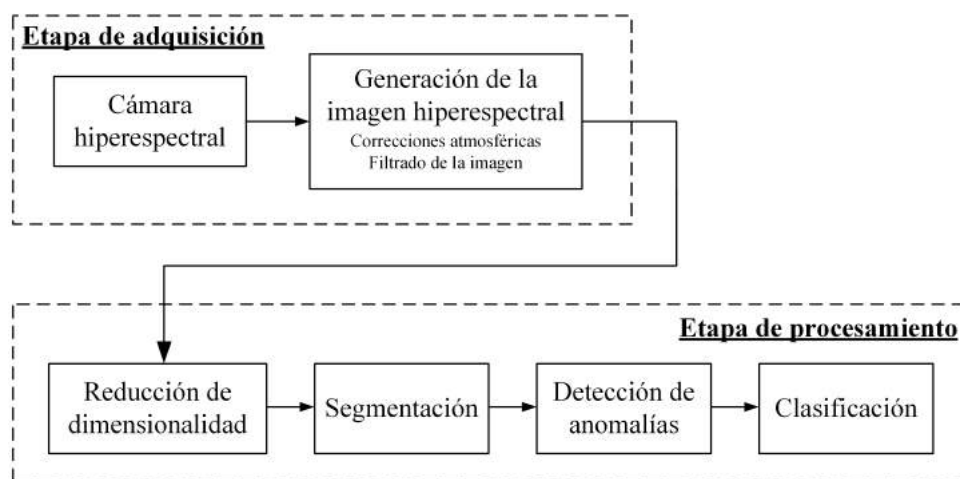 Etapa de adquisición
Cámara
hiperespectral
Generación de la
imagen hiperespectral
Correcciones atmosféricas
Filtrado de la imagen
Etapa de procesamiento
Reducción de
dimensionalidad
Segmentación
Detección de
anomalías
Clasificación